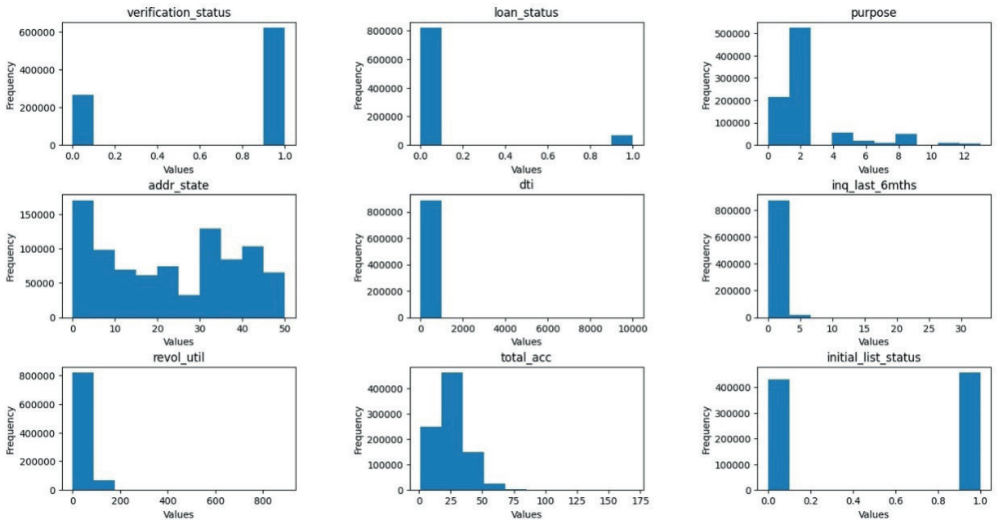 verification_status
600000
400000
200000
0
Frequency
0.0 0.2 0.4 0.6 0.8 1.0
Values
loan_status
800000
600000
400000
200000
0
Frequency
0.0 0.2 0.4 0.6 0.8 1.0
Values
purpose
500000
400000
300000
200000
100000
0
Frequency
0 2 4 6 8 10 12
Values
addr_state
150000
100000
50000
0
Frequency
0 10 20 30 40 50
Values
dti
800000
600000
400000
200000
0
Frequency
0 2000 4000 6000 8000 10000
Values
inq_last_6mths
800000
600000
400000
200000
0
Frequency
0 5 10 15 20 25 30
Values
revol_util
800000
600000
400000
200000
0
Frequency
0 200 400 600 800
Values
total_acc
400000
300000
200000
100000
0
Frequency
0 25 50 75 100 125 150 175
Values
initial_list_status
400000
300000
200000
100000
0
Frequency
0.0 0.2 0.4 0.6 0.8 1.0
Values